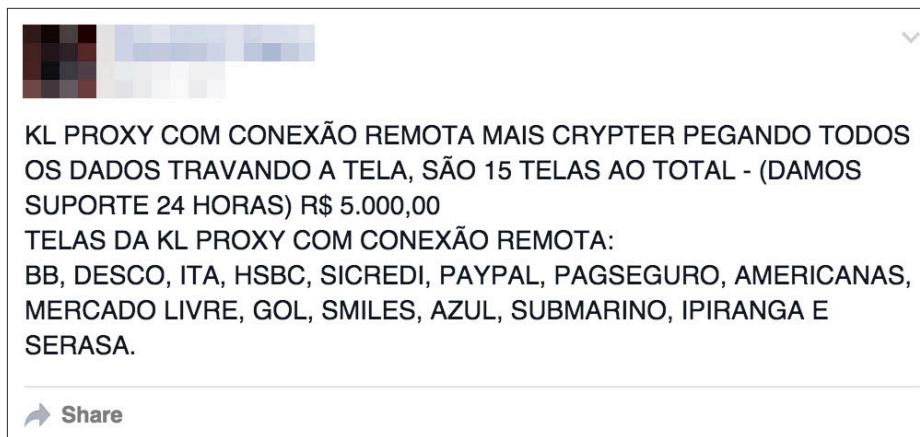 KL PROXY COM CONEXÃO REMOTA MAIS CRYPTER PEGANDO TODOS
OS DADOS TRAVANDO A TELA, SÃO 15 TELAS AO TOTAL - (DAMOS
SUPORTE 24 HORAS) R$ 5.000,00
TELAS DA KL PROXY COM CONEXÃO REMOTA:
BB, DESCO, ITA, HSBC, SICREDI, PAYPAL, PAGSEGURO, AMERICANAS,
MERCADO LIVRE, GOL, SMILES, AZUL, SUBMARINO, IPIRANGA E
SERASA.
Share